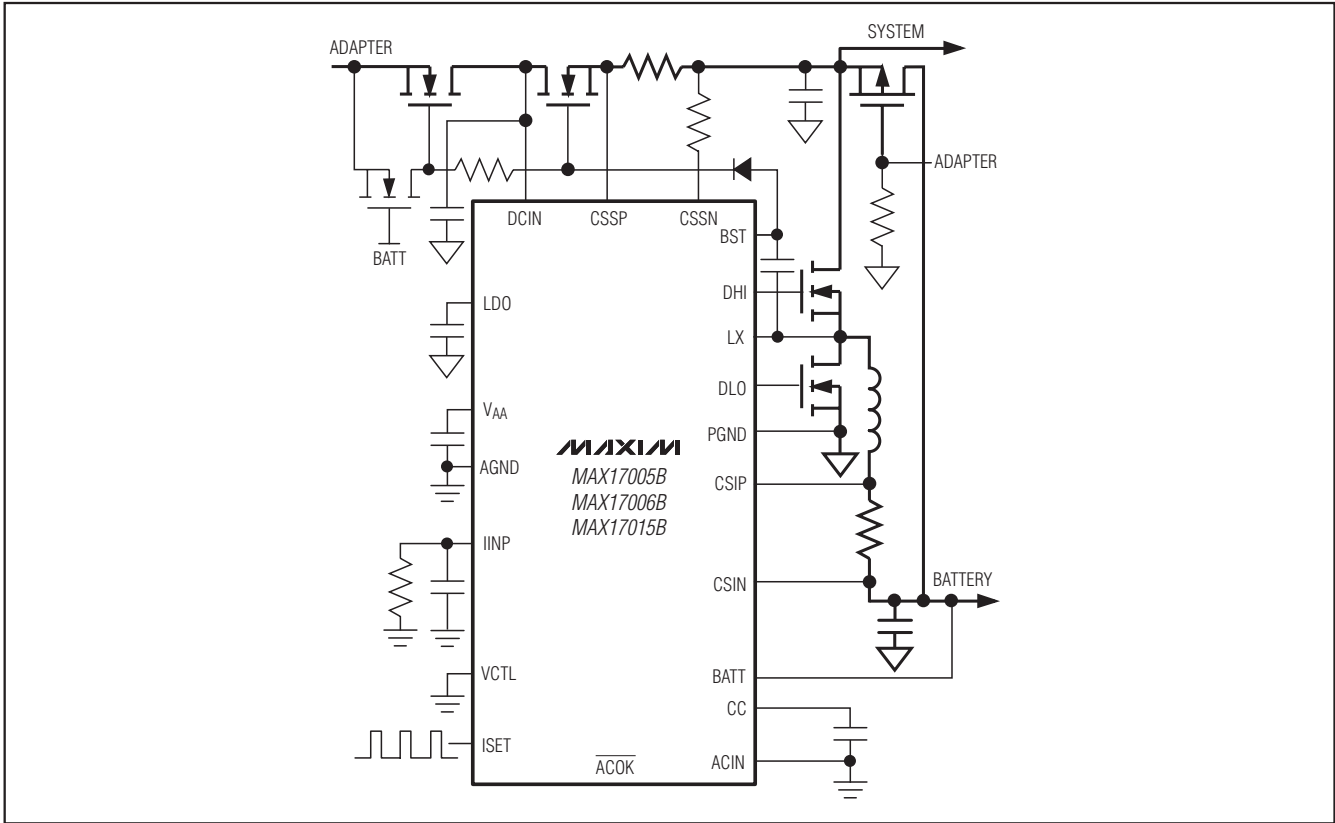 SYSTEM
ADAPTER
ADAPTER
BATT
DCIN
CSSP
CSSN
BST
DHI
LX
DLO
PGND
CSIP
CSIN
BATT
CC
ACIN
LDO
VAA
AGND
IINP
VCTL
ISET
ACOK
MAXIM
MAX17005B
MAX17006B
MAX17015B
BATTERY